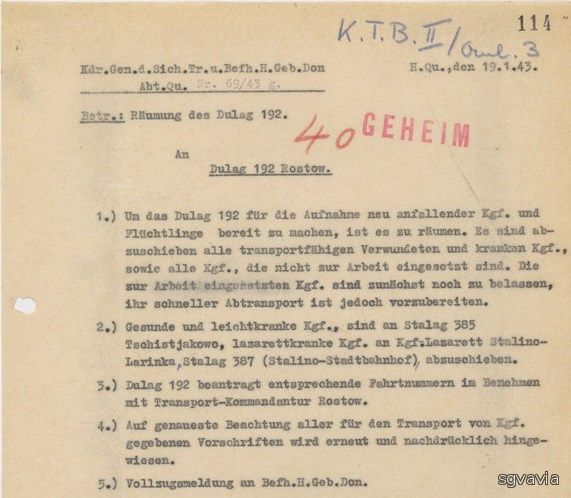 114
K.T.B. II/Anl. 3
Kdr.Gen.d.Sich.Tr.u.Befh.H.Geb.Don
H.Qu.,den 19.1.43.
Abt.Qu. Nr. 69/43 g.
Betr.: Räumung des Dulag 192.
40 GEHEIM
An
Dulag 192 Rostow.
1.) Um das Dulag 192 für die Aufnahme neu anfallender Kgf. und
Flüchtlinge bereit zu machen, ist es zu räumen. Es sind ab-
zuschieben alle transportfähigen Verwundeten und kranken Kgf.,
sowie alle Kgf., die nicht zur Arbeit eingesetzt sind. Die
zur Arbeit eingesetzten Kgf. sind zunächst noch zu belassen,
ihr schneller Abtransport ist jedoch vorzubereiten.
2.) Gesunde und leichtkranke Kgf., sind an Stalag 385
Tschistjakowo, lazarettkranke Kgf. an Kgf.Lazarett Stalino-
Larinka, Stalag 387 (Stalino-Stadtbahnhof) abzuschieben.
3.) Dulag 192 beantragt entsprechende Fahrtnummern im Benehmen
mit Transport-Kommandantur Rostow.
4.) Auf genaueste Beachtung aller für den Transport von Kgf.
gegebenen Vorschriften wird erneut und nachdrücklich hinge-
wiesen.
5.) Vollzugsmeldung an Befh.H.Geb.Don.
sgvavia